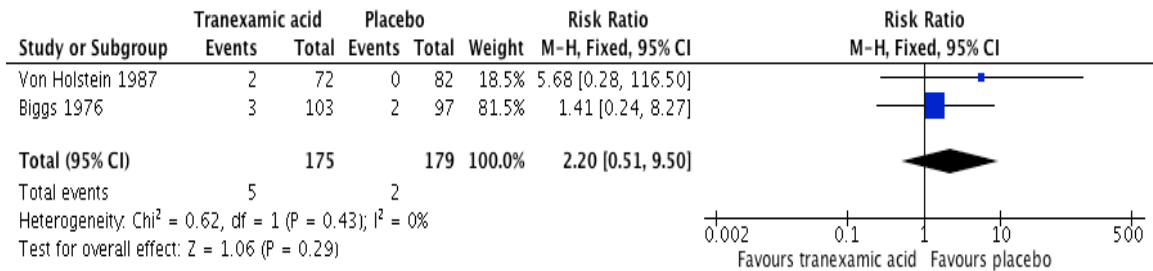 Tranexamic acid Placebo Risk Ratio Risk Ratio
Study or Subgroup Events Total Events Total Weight M-H, Fixed, 95% CI M-H, Fixed, 95% CI
Von Holstein 1987 2 72 0 82 18.5% 5.68 [0.28, 116.50]
Biggs 1976 3 103 2 97 81.5% 1.41 [0.24, 8.27]
Total (95% CI) 175 179 100.0% 2.20 [0.51, 9.50]
Total events 5 2
Heterogeneity: Chi² = 0.62, df = 1 (P = 0.43); I² = 0%
Test for overall effect: Z = 1.06 (P = 0.29)
0.002 0.1 1 10 500
Favours tranexamic acid Favours placebo